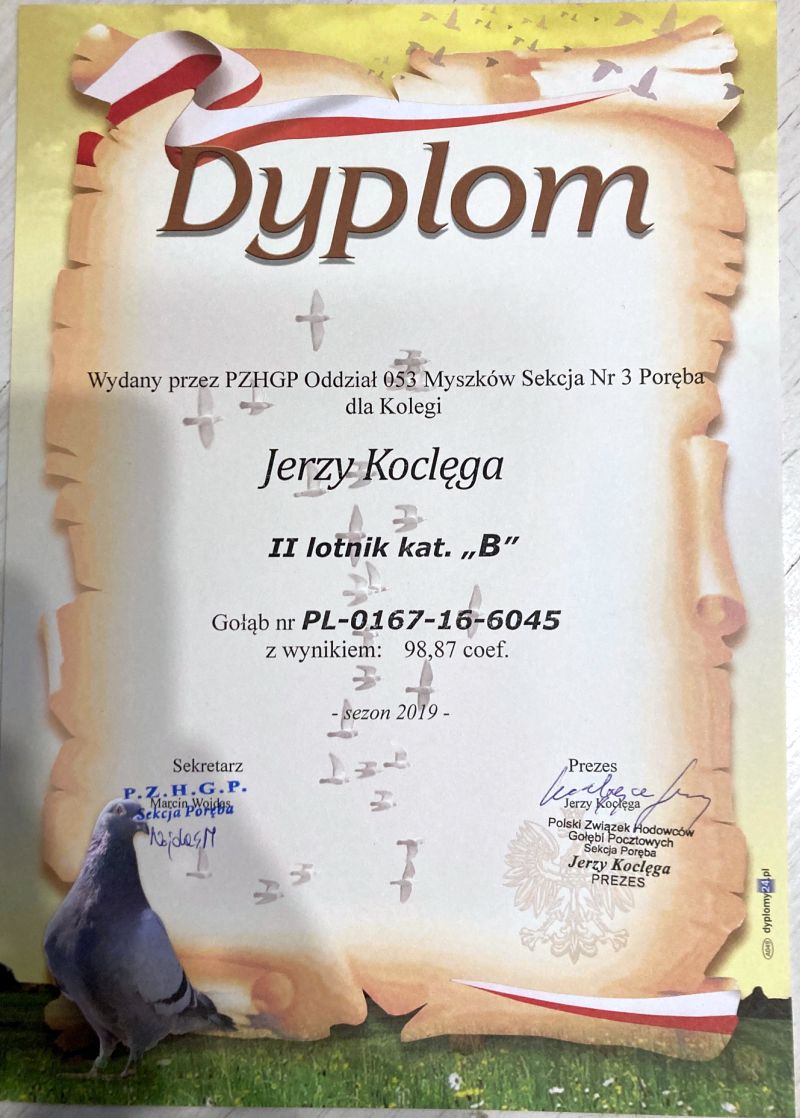 Dyplom
Wydany przez PZHGP Oddział 053 Myszków Sekcja Nr 3 Poręba
dla Kolegi
Jerzy Koclęga
II lotnik kat. „B”
Gołąb nr PL-0167-16-6045
z wynikiem: 98,87 coef.
- sezon 2019 -
Sekretarz
P.Z.H.G.P.
Marcin Wojdas
Sekcja Poręba
Wojdas M
Prezes
Jerzy Koclęga
Polski Związek Hodowców
Gołębi Pocztowych
Sekcja Poręba
Jerzy Koclęga
PREZES
A041 dyplomy24.pl